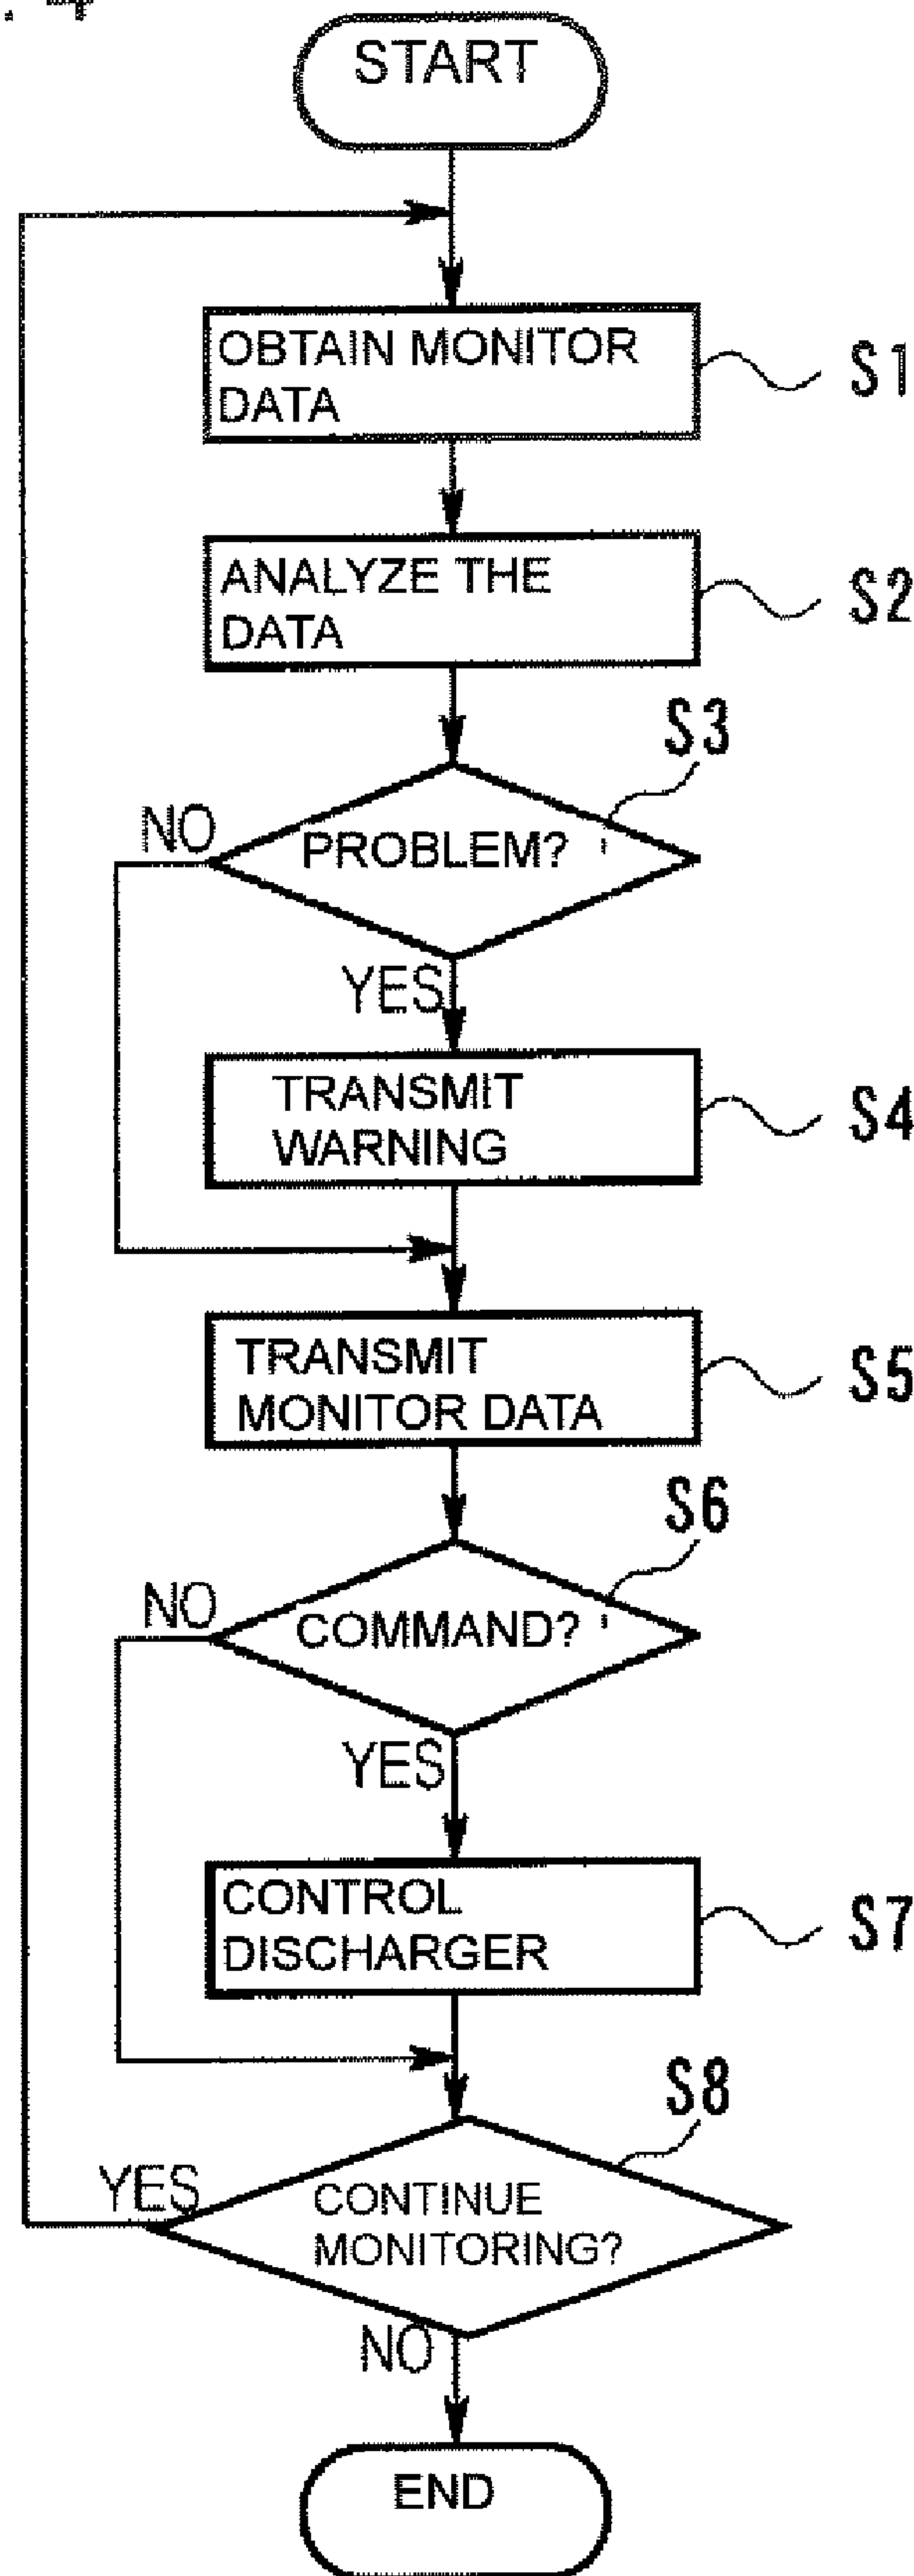 START
OBTAIN MONITOR
DATA
S1
ANALYZE THE
DATA
S2
S3
NO
PROBLEM?
YES
TRANSMIT
WARNING
S4
TRANSMIT
MONITOR DATA
S5
S6
NO
COMMAND?
YES
CONTROL
DISCHARGER
S7
S8
YES
CONTINUE
MONITORING?
NO
END